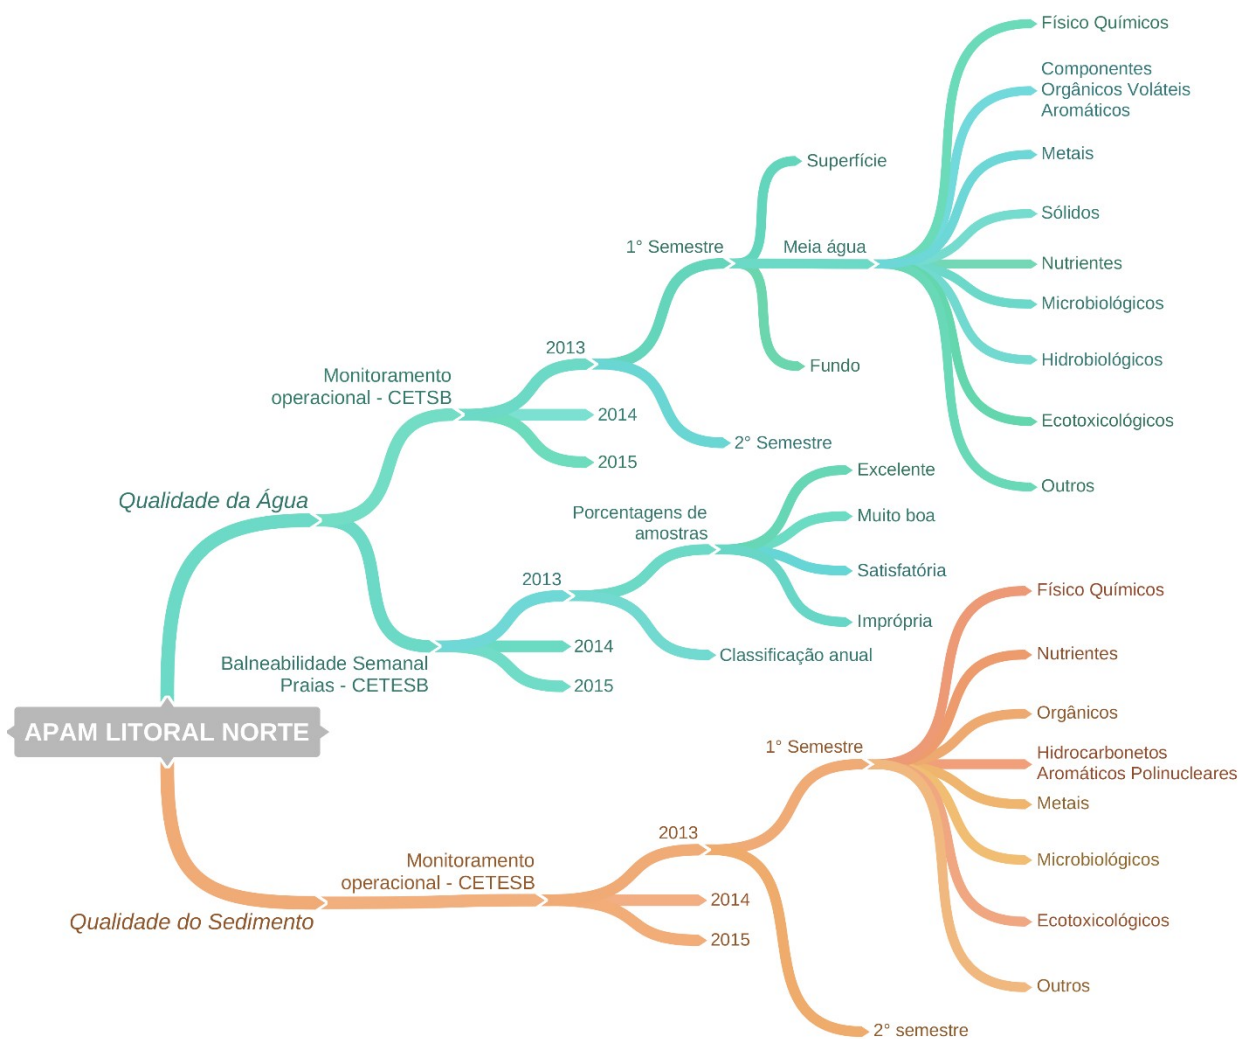 Físico Químicos
Componentes
Orgânicos Voláteis
Aromáticos
Metais
Superfície
Sólidos
1° Semestre
Meia água
Nutrientes
Microbiológicos
2013
Hidrobiológicos
Fundo
Monitoramento
operacional - CETSB
2014
Ecotoxicológicos
2° Semestre
2015
Excelente
Outros
Qualidade da Água
Porcentagens de
amostras
Muito boa
Satisfatória
2013
Físico Químicos
Imprópria
2014
Classificação anual
Nutrientes
Balneabilidade Semanal
Praias - CETESB
2015
Orgânicos
APAM LITORAL NORTE
1° Semestre
Hidrocarbonetos
Aromáticos Polinucleares
Metais
2013
Monitoramento
operacional - CETESB
Microbiológicos
2014
Qualidade do Sedimento
Ecotoxicológicos
2015
Outros
2° semestre